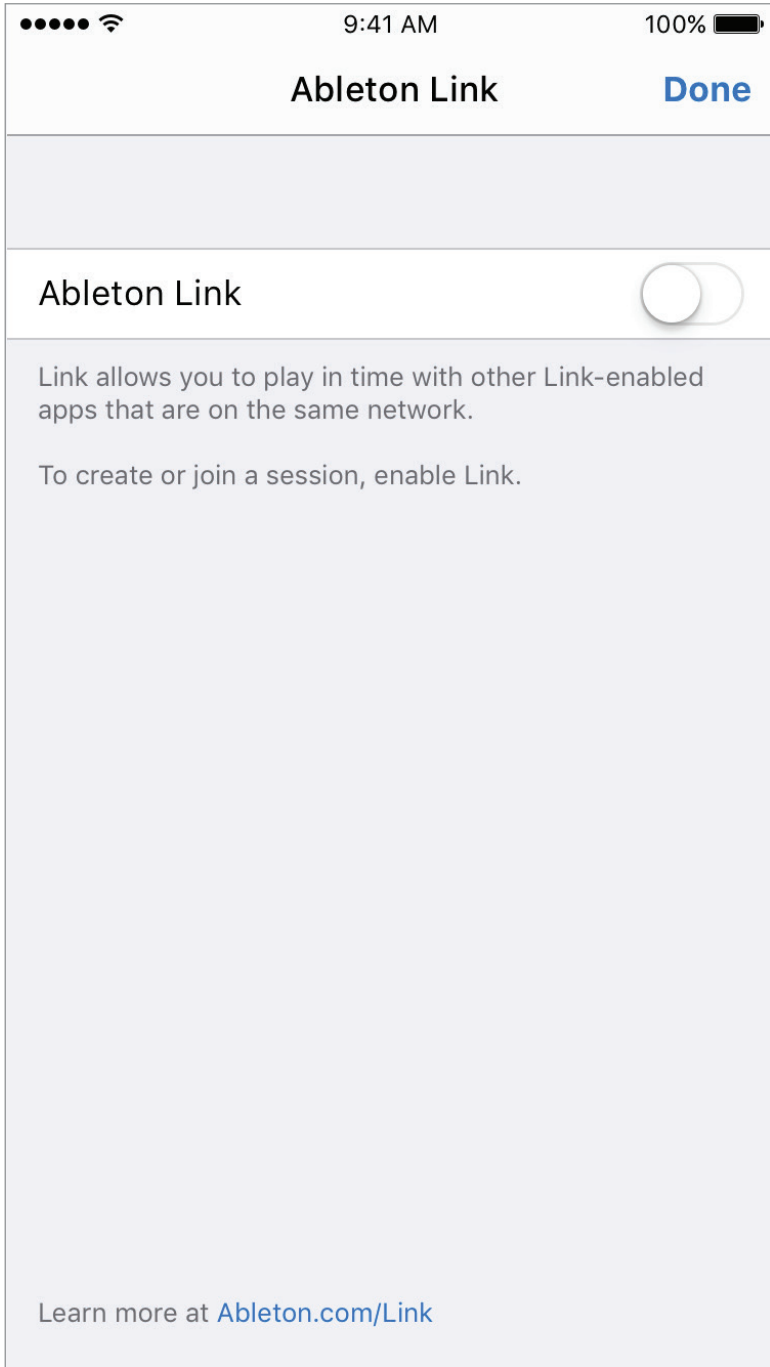 9:41 AM
100%
Ableton Link
Done
Ableton Link
Link allows you to play in time with other Link-enabled
apps that are on the same network.
To create or join a session, enable Link.
Learn more at Ableton.com/Link